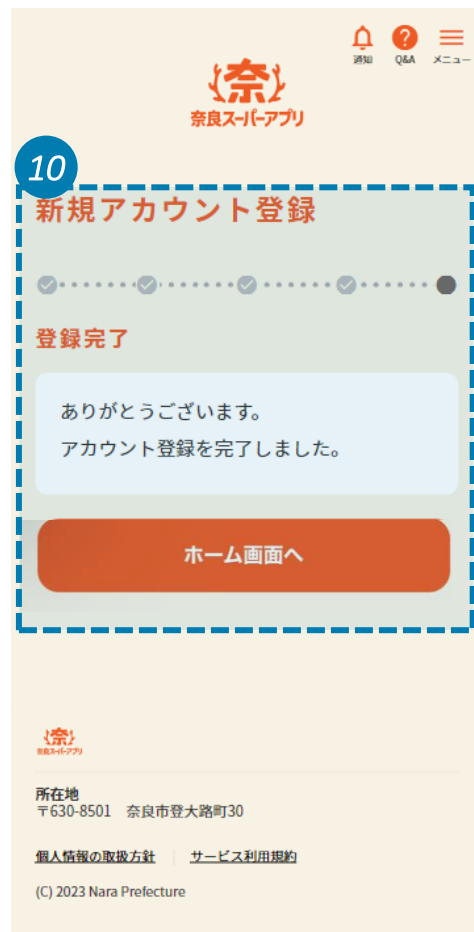 通知 Q&A メニュー
奈
奈良スーパーアプリ
10
新規アカウント登録
登録完了
ありがとうございます。
アカウント登録を完了しました。
ホーム画面へ
奈
奈良スーパーアプリ
所在地
〒630-8501 奈良市登大路町30
個人情報の取扱方針 サービス利用規約
(C) 2023 Nara Prefecture